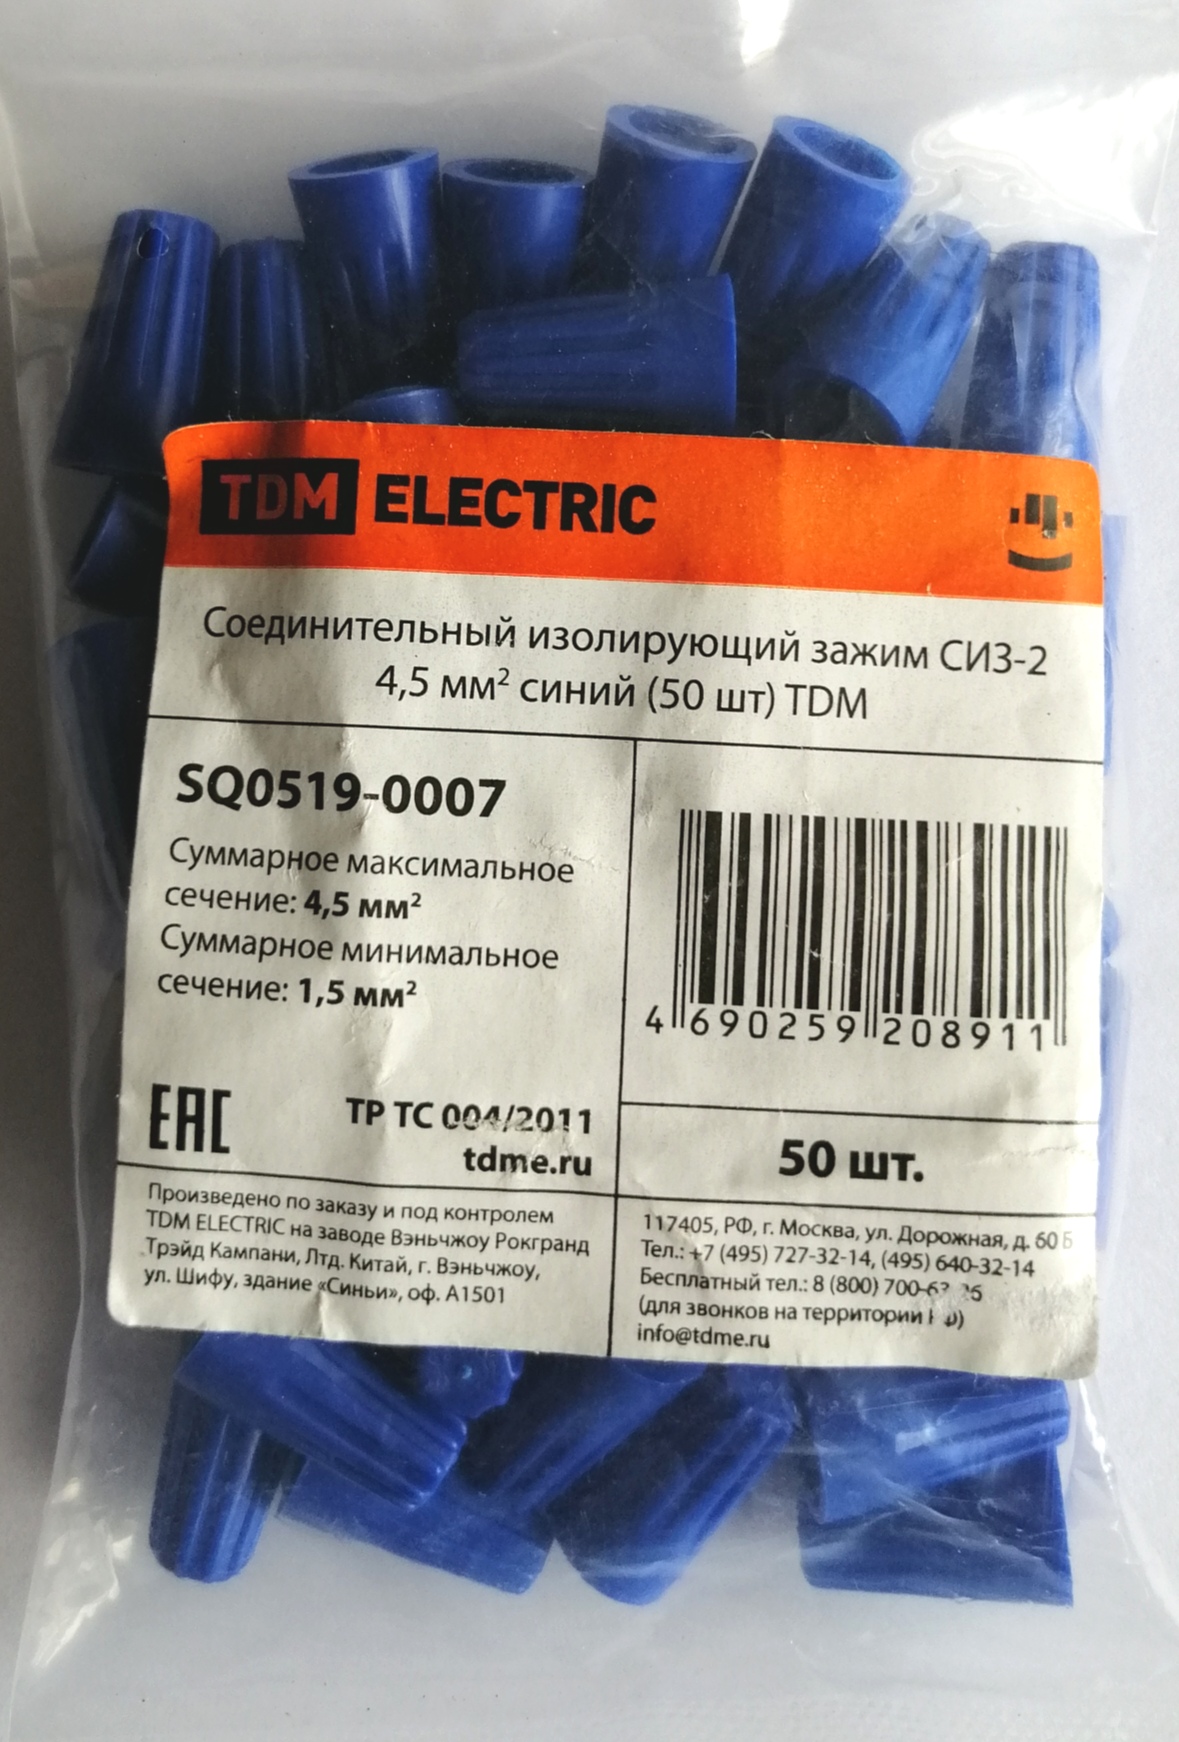 TDM ELECTRIC
Соединительный изолирующий зажим СИЗ-2
4,5 мм² синий (50 шт) TDM
SQ0519-0007
Суммарное максимальное
сечение: 4,5 мм²
Суммарное минимальное
сечение: 1,5 мм²
EAC
ТР ТС 004/2011
tdme.ru
4 690259 208911
50 шт.
Произведено по заказу и под контролем
TDM ELECTRIC на заводе Вэньчжоу Рокгранд
Трэйд Кампани, Лтд. Китай, г. Вэньчжоу,
ул. Шифу, здание «Синьи», оф. А1501
117405, РФ, г. Москва, ул. Дорожная, д. 60 Б
Тел.: +7 (495) 727-32-14, (495) 640-32-14
Бесплатный тел.: 8 (800)
(для звонков на территории
info@tdme.ru